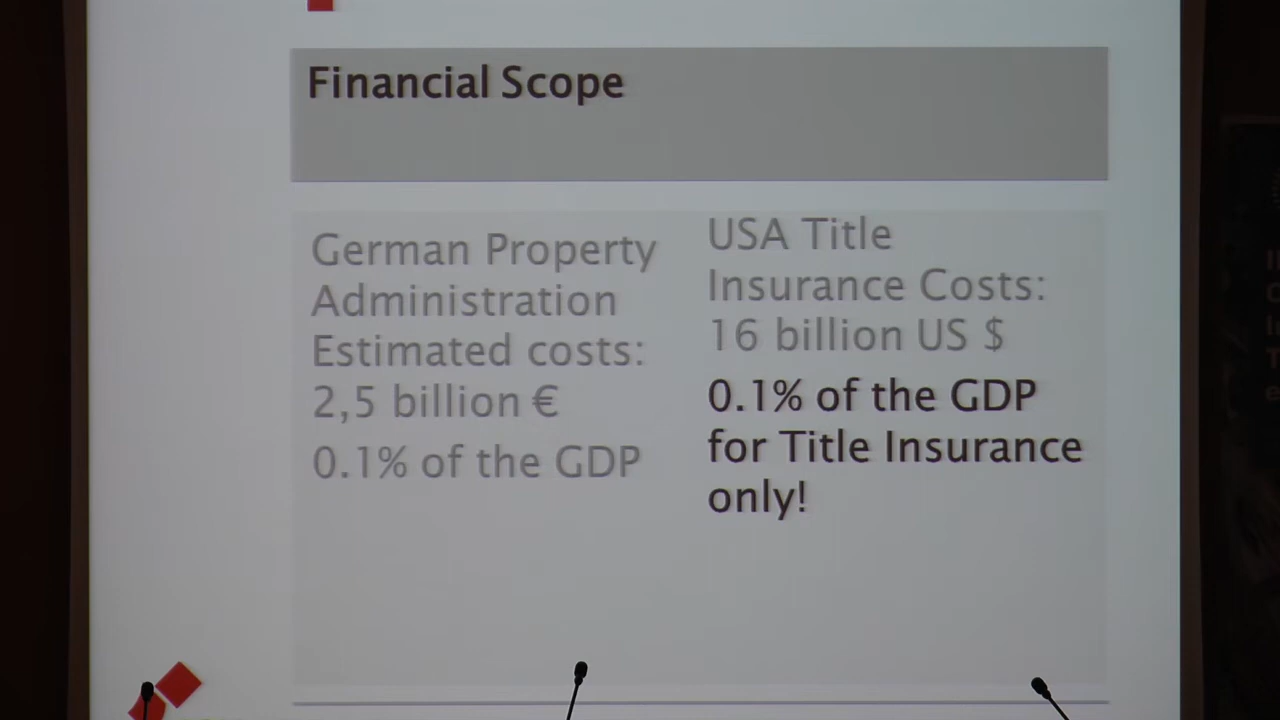 Financial Scope
German Property
Administration
Estimated costs:
2,5 billion €
0.1% of the GDP
USA Title
Insurance Costs:
16 billion US $
0.1% of the GDP
for Title Insurance
only!